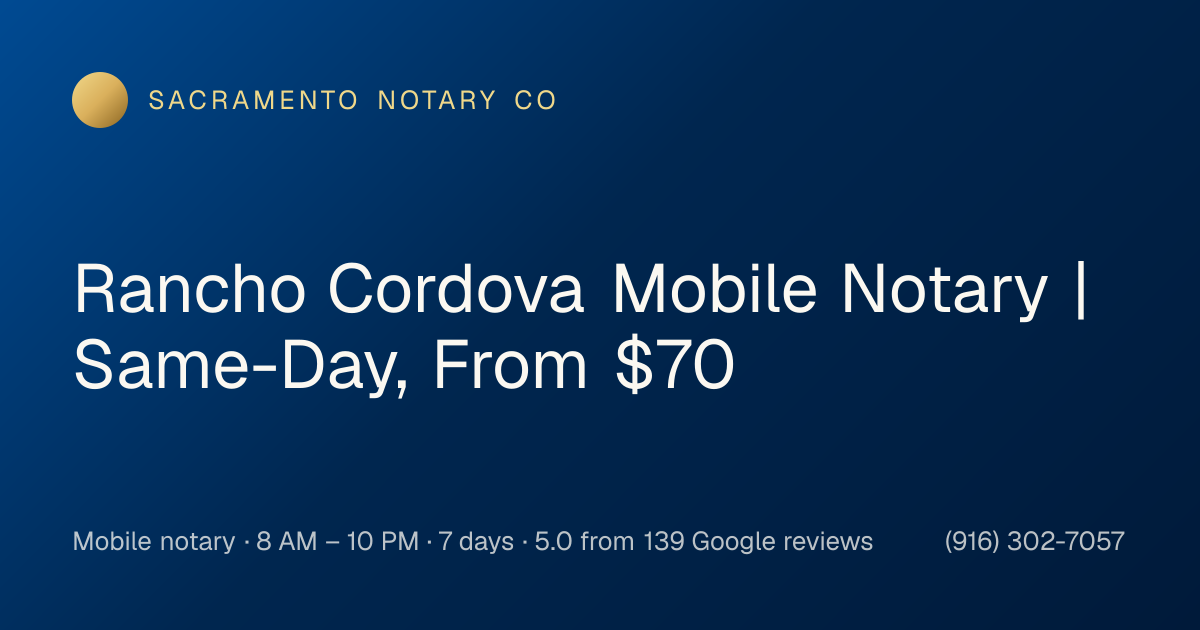 SACRAMENTO NOTARY CO
Rancho Cordova Mobile Notary |
Same-Day, From $70
Mobile notary · 8 AM – 10 PM · 7 days · 5.0 from 139 Google reviews
(916) 302-7057